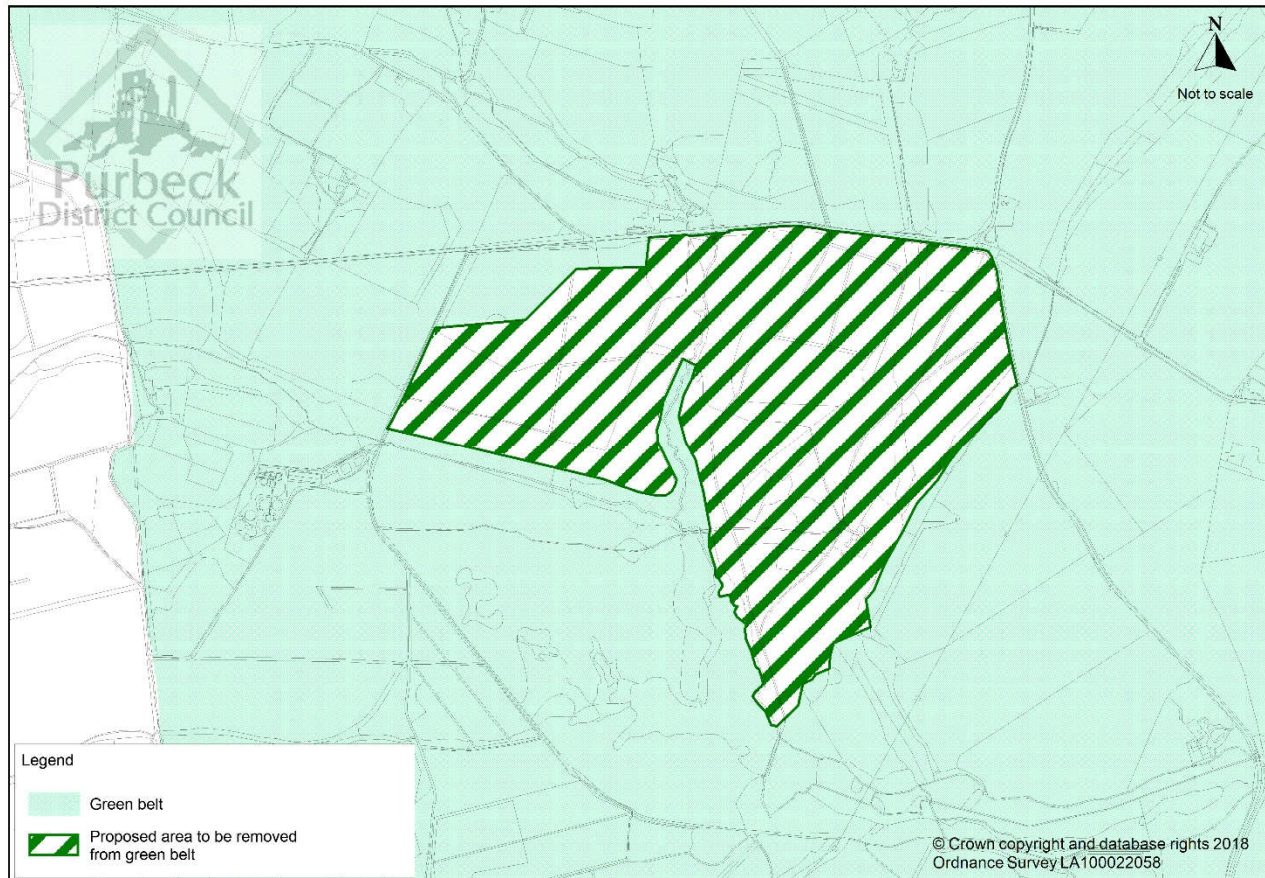 Purbeck
District Council
N
Not to scale
Legend
Green belt
Proposed area to be removed
from green belt
© Crown copyright and database rights 2018
Ordnance Survey LA100022058